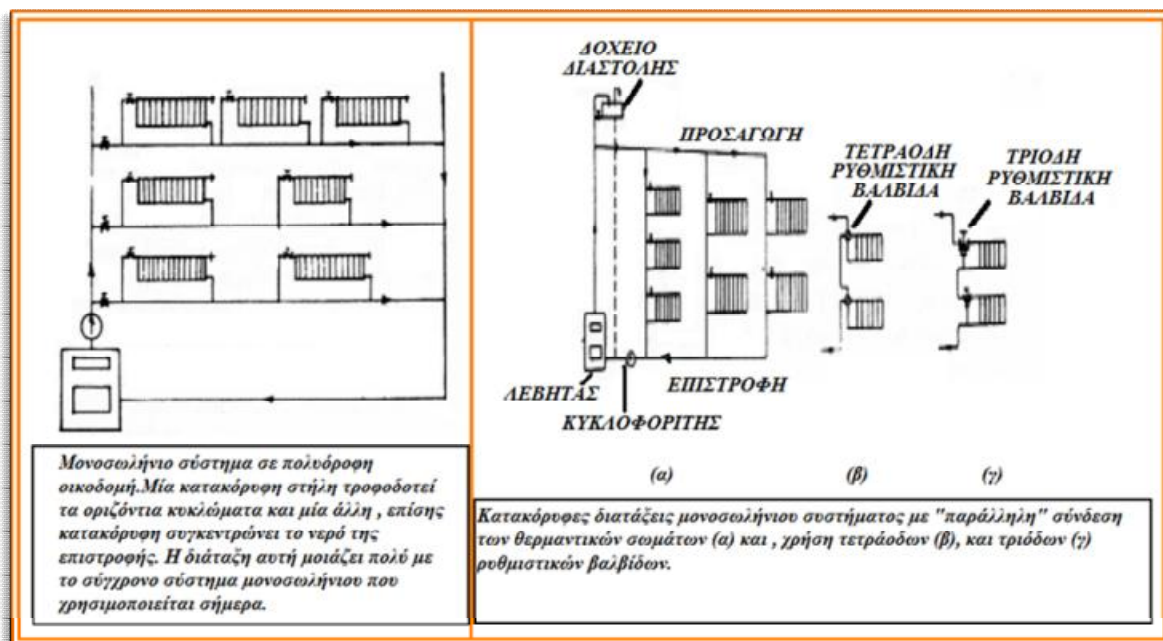 Μονοσωλήνιο σύστημα σε πολυόροφη
οικοδομή.Μία κατακόρυφη στήλη τροφοδοτεί
τα οριζόντια κυκλώματα και μία άλλη , επίσης
κατακόρυφη συγκεντρώνει το νερό της
επιστροφής. Η διάταξη αυτή μοιάζει πολύ με
το σύγχρονο σύστημα μονοσωλήνιου που
χρησιμοποιείται σήμερα.
ΔΟΧΕΙΟ
ΔΙΑΣΤΟΛΗΣ
ΠΡΟΣΑΓΩΓΗ
ΤΕΤΡΑΟΔΗ
ΡΥΘΜΙΣΤΙΚΗ
ΒΑΛΒΙΔΑ
ΤΡΙΟΔΗ
ΡΥΘΜΙΣΤΙΚΗ
ΒΑΛΒΙΔΑ
ΛΕΒΗΤΑΣ
ΕΠΙΣΤΡΟΦΗ
ΚΥΚΛΟΦΟΡΙΤΗΣ
(α)
(β)
(γ)
Κατακόρυφες διατάξεις μονοσωλήνιου συστήματος με "παράλληλη" σύνδεση
των θερμαντικών σωμάτων (α) και , χρήση τετράοδων (β), και τριόδων (γ)
ρυθμιστικών βαλβίδων.